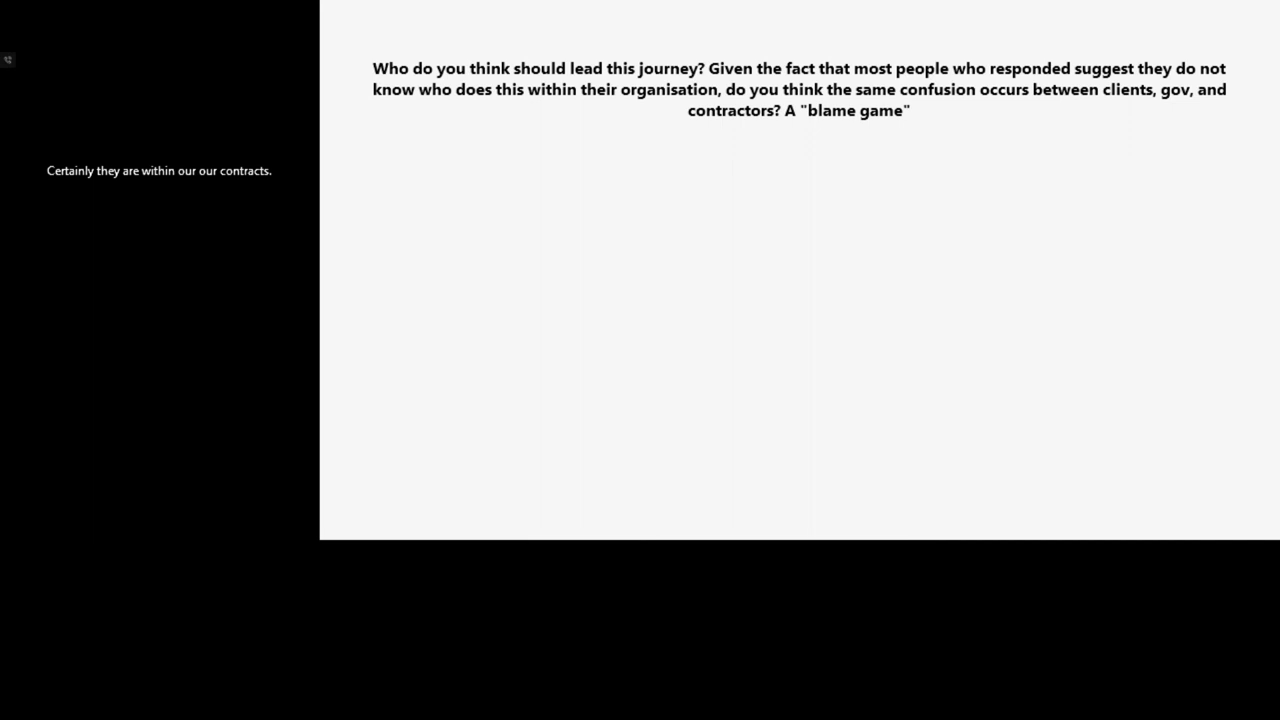 Who do you think should lead this journey? Given the fact that most people who responded suggest they do not
know who does this within their organisation, do you think the same confusion occurs between clients, gov, and
contractors? A "blame game"
Certainly they are within our our contracts.